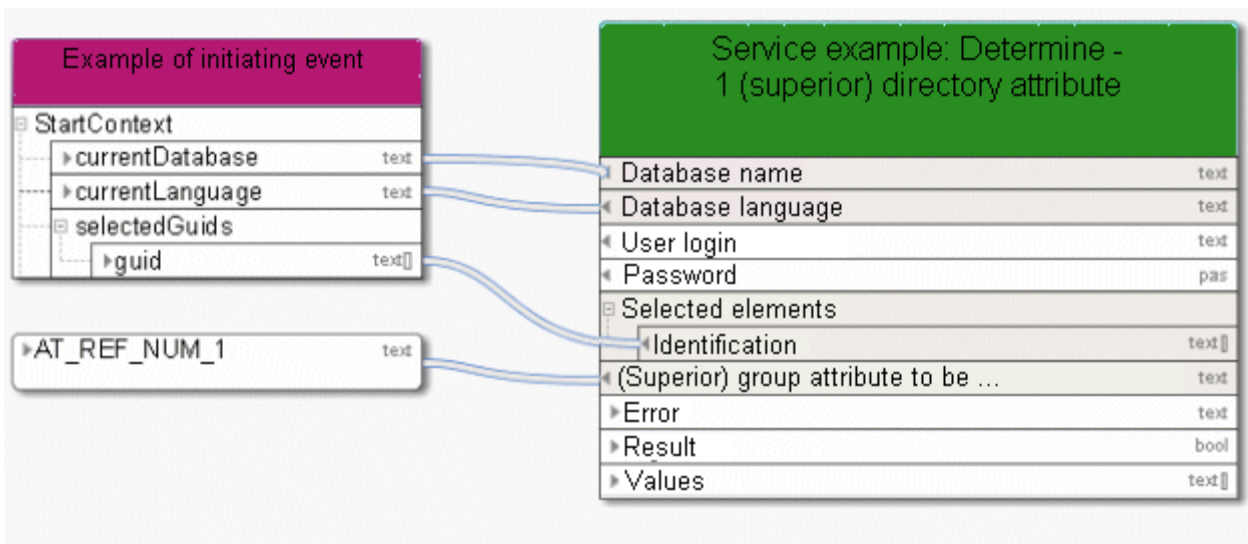 Example of initiating event
StartContext
currentDatabase text
currentLanguage text
selectedGuids
guid text[]
AT_REF_NUM_1 text
Service example: Determine -
1 (superior) directory attribute
Database name text
Database language text
User login text
Password pas
Selected elements
Identification text[]
(Superior) group attribute to be ... text
Error text
Result bool
Values text[]